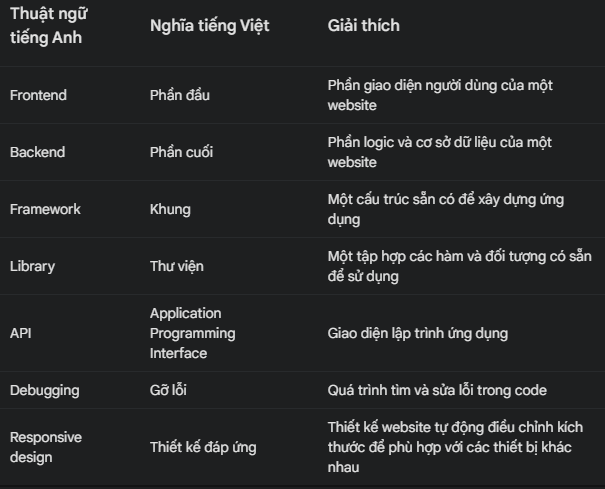 Thuật ngữ tiếng Anh | Nghĩa tiếng Việt | Giải thích
Frontend | Phần đầu | Phần giao diện người dùng của một website
Backend | Phần cuối | Phần logic và cơ sở dữ liệu của một website
Framework | Khung | Một cấu trúc sẵn có để xây dựng ứng dụng
Library | Thư viện | Một tập hợp các hàm và đối tượng có sẵn để sử dụng
API | Application Programming Interface | Giao diện lập trình ứng dụng
Debugging | Gỡ lỗi | Quá trình tìm và sửa lỗi trong code
Responsive design | Thiết kế đáp ứng | Thiết kế website tự động điều chỉnh kích thước để phù hợp với các thiết bị khác nhau